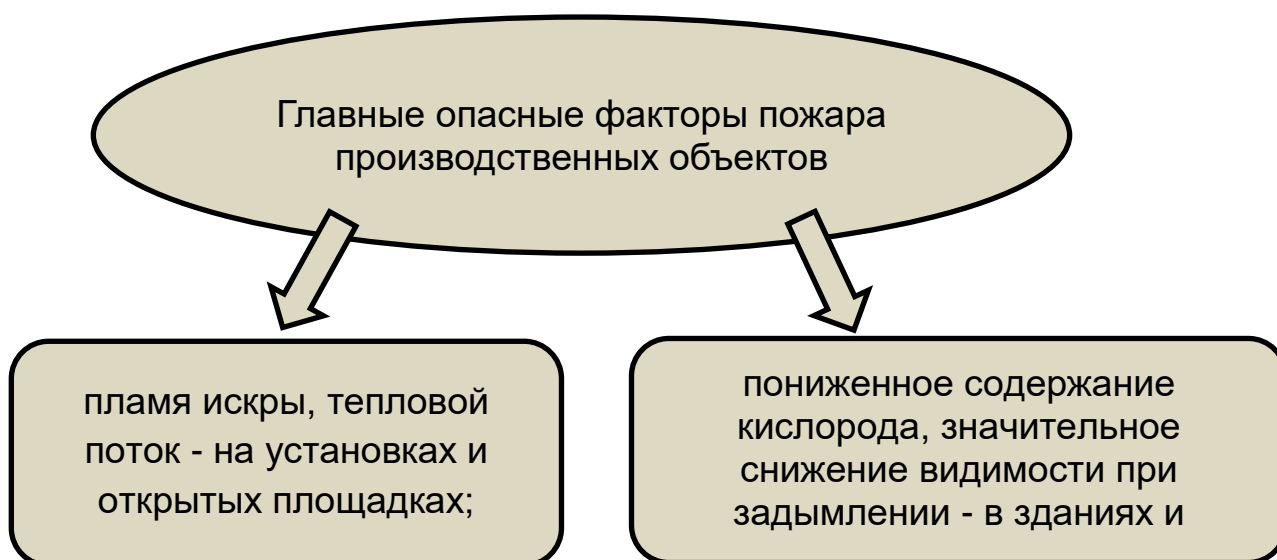 Главные опасные факторы пожара
производственных объектов
пламя искры, тепловой
поток - на установках и
открытых площадках;
пониженное содержание
кислорода, значительное
снижение видимости при
задымлении - в зданиях и